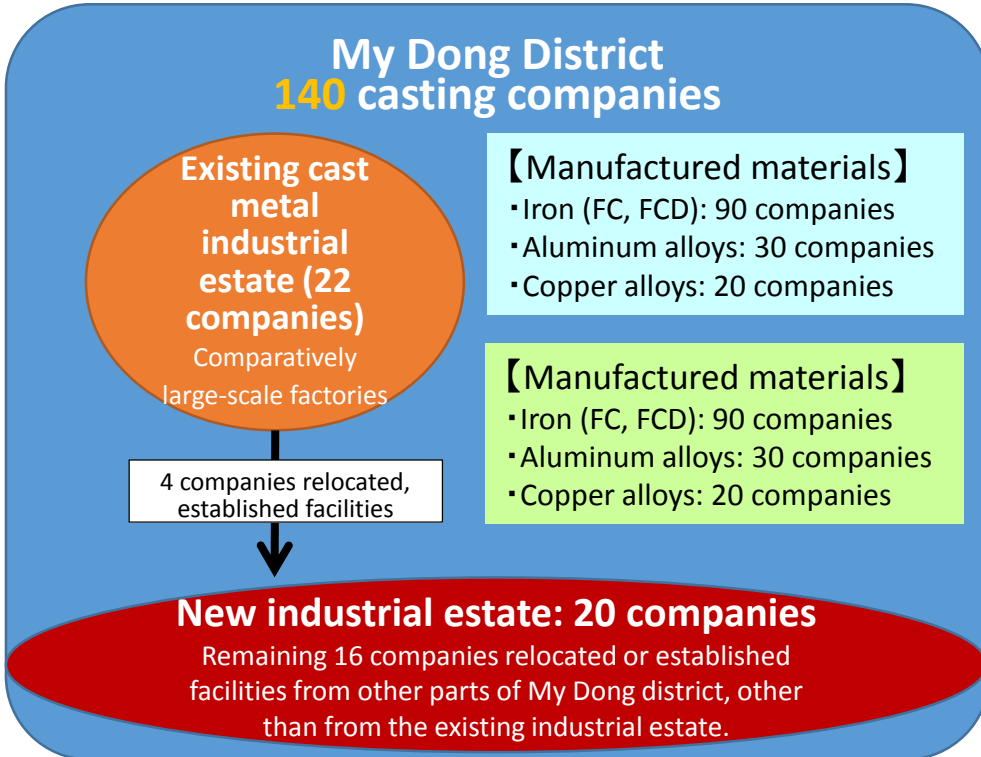 My Dong District
140 casting companies
Existing cast
metal
industrial
estate (22
companies)
Comparatively
large-scale factories
【Manufactured materials】
・Iron (FC, FCD): 90 companies
・Aluminum alloys: 30 companies
・Copper alloys: 20 companies
【Manufactured materials】
・Iron (FC, FCD): 90 companies
・Aluminum alloys: 30 companies
・Copper alloys: 20 companies
4 companies relocated,
established facilities
New industrial estate: 20 companies
Remaining 16 companies relocated or established
facilities from other parts of My Dong district, other
than from the existing industrial estate.